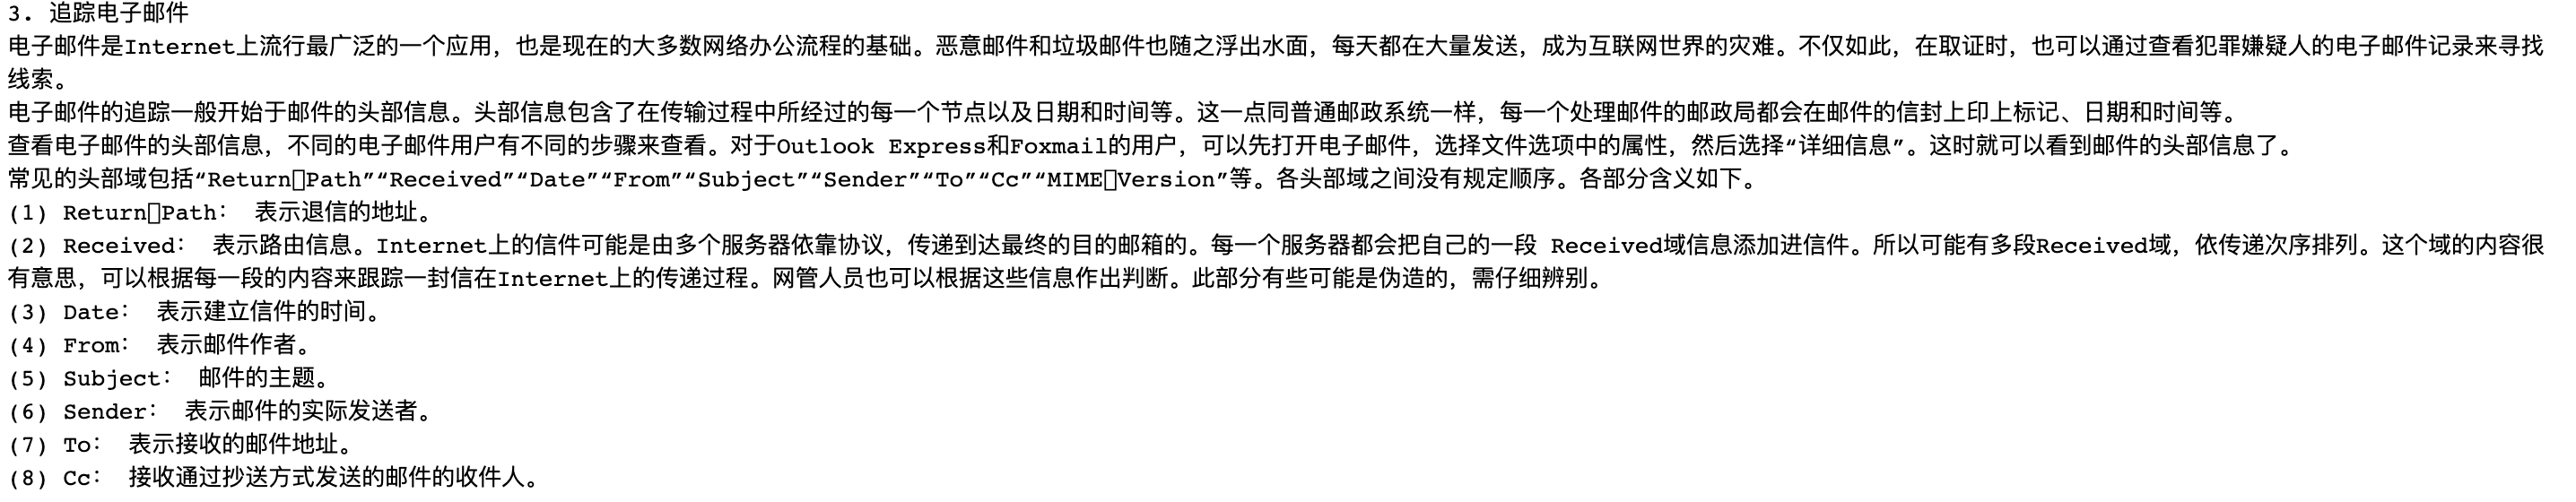 3. 追踪电子邮件
电子邮件是Internet上流行最广泛的一个应用，也是现在的大多数网络办公流程的基础。恶意邮件和垃圾邮件也随之浮出水面，每天都在大量发送，成为互联网世界的灾难。不仅如此，在取证时，也可以通过查看犯罪嫌疑人的电子邮件记录来寻找
线索。
电子邮件的追踪一般开始于邮件的头部信息。头部信息包含了在传输过程中所经过的每一个节点以及日期和时间等。这一点同普通邮政系统一样，每一个处理邮件的邮政局都会在邮件的信封上印上标记、日期和时间等。
查看电子邮件的头部信息，不同的电子邮件用户有不同的步骤来查看。对于Outlook Express和Foxmail的用户，可以先打开电子邮件，选择文件选项中的属性，然后选择“详细信息”。这时就可以看到邮件的头部信息了。
常见的头部域包括“Return▯Path”“Received”“Date”“From”“Subject”“Sender”“To”“Cc”“MIME▯Version”等。各头部域之间没有规定顺序。各部分含义如下。
(1) Return▯Path： 表示退信的地址。
(2) Received： 表示路由信息。Internet上的信件可能是由多个服务器依靠协议，传递到达最终的目的邮箱的。每一个服务器都会把自己的一段 Received域信息添加进信件。所以可能有多段Received域，依传递次序排列。这个域的内容很
有意思，可以根据每一段的内容来跟踪一封信在Internet上的传递过程。网管人员也可以根据这些信息作出判断。此部分有些可能是伪造的，需仔细辨别。
(3) Date： 表示建立信件的时间。
(4) From： 表示邮件作者。
(5) Subject： 邮件的主题。
(6) Sender： 表示邮件的实际发送者。
(7) To： 表示接收的邮件地址。
(8) Cc： 接收通过抄送方式发送的邮件的收件人。